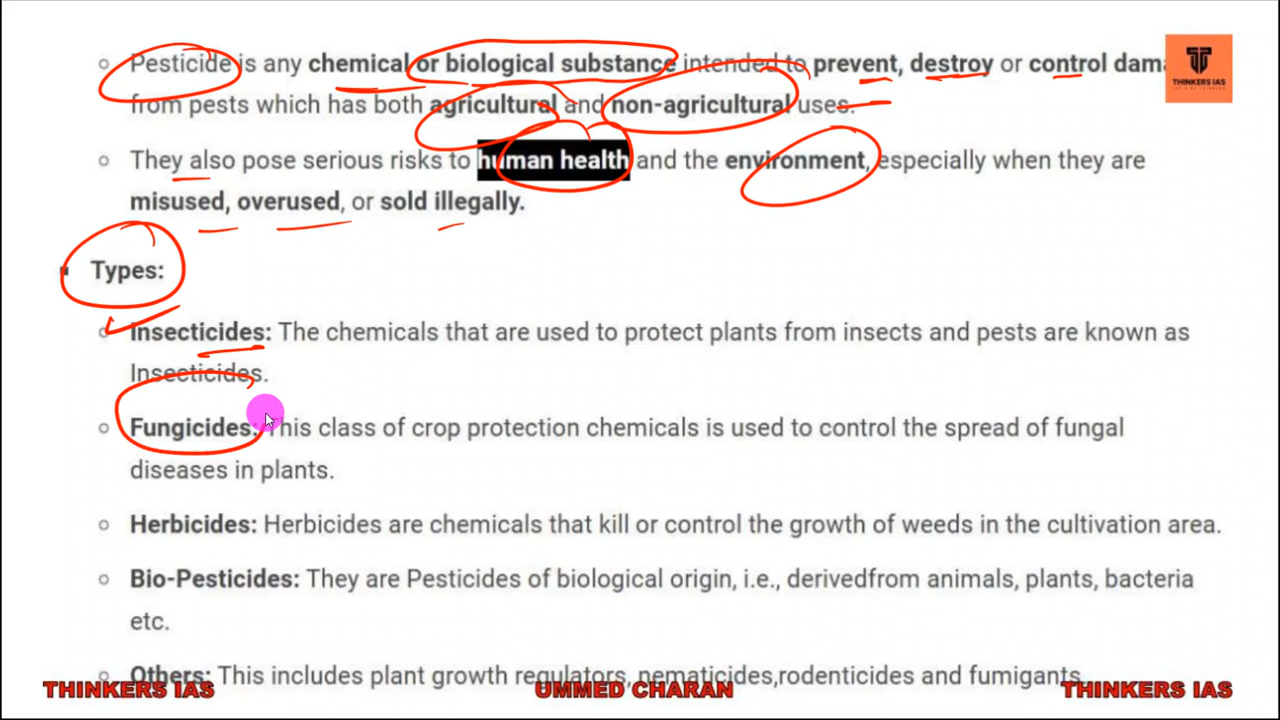 Pesticide is any chemical or biological substance intended to prevent, destroy or control dama
THINKERS IAS
from pests which has both agricultural and non-agricultural uses.
They also pose serious risks to human health and the environment, especially when they are
misused, overused, or sold illegally.
Types:
Insecticides: The chemicals that are used to protect plants from insects and pests are known as
Insecticides.
Fungicides: This class of crop protection chemicals is used to control the spread of fungal
diseases in plants.
Herbicides: Herbicides are chemicals that kill or control the growth of weeds in the cultivation area.
Bio-Pesticides: They are Pesticides of biological origin, i.e., derivedfrom animals, plants, bacteria
etc.
Others: This includes plant growth regulators, nematicides,rodenticides and fumigants.
THINKERS IAS UMMED CHARAN THINKERS IAS